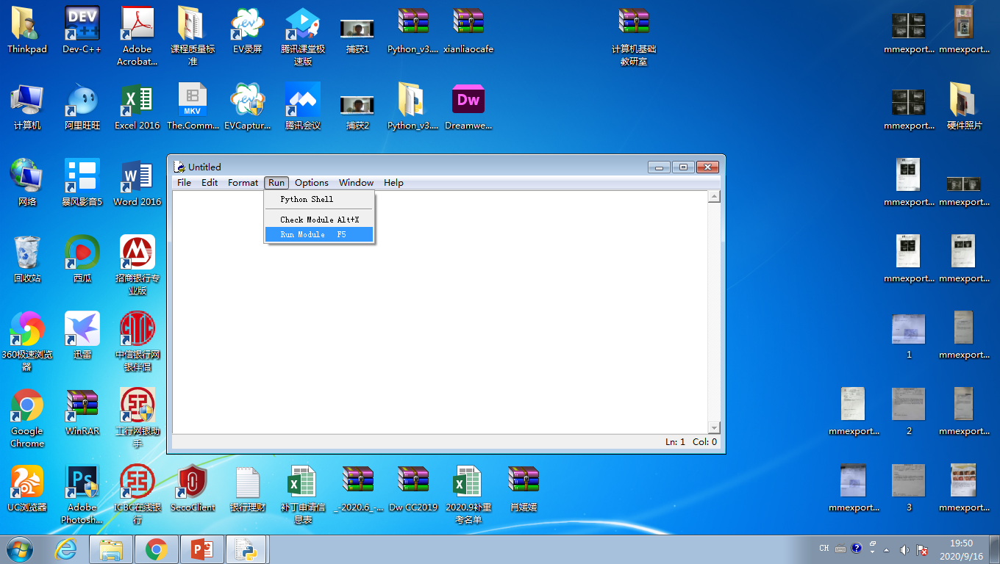 Thinkpad
Dev-C++
Adobe
Acrobat...
课程质量标
准
EV录屏
腾讯课堂极
速版
捕获1
Python_v3....
xianliaocafe
计算机基础
教研室
mmexport...
mmexport...
计算机
阿里旺旺
Excel 2016
The.Comm...
EVCaptur...
腾讯会议
捕获2
Python_v3....
Dreamwe...
mmexport...
硬件照片
网络
暴风影音5
Word 2016
mmexport...
mmexport...
回收站
西瓜
招商银行专
业版
mmexport...
mmexport...
360极速浏览
器
迅雷
中信银行网
银伴侣
1
mmexport...
Google
Chrome
WinRAR
工行网银助
手
mmexport...
2
mmexport...
UC浏览器
Adobe
Photosh...
ICBC在线银
行
SecoClient
银行理财
补丁申请信
息表
_-2020.6_-...
Dw CC2019
2020.9补重
考名单
肖媛媛
mmexport...
3
mmexport...
DEV
MKV
Dw
Ps
Untitled
File Edit Format Run Options Window Help
Python Shell
Check Module Alt+X
Run Module F5
Ln: 1 Col: 0
CH
19:50
2020/9/16